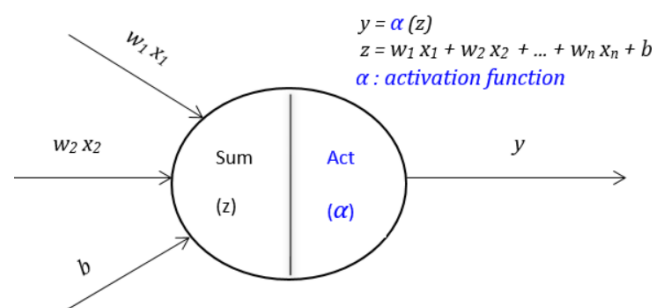 y = α (z)
z = w1 x1 + w2 x2 + ... + wn xn + b
α : activation function
w1 x1
w2 x2
Sum
Act
y
(z)
(α)
b